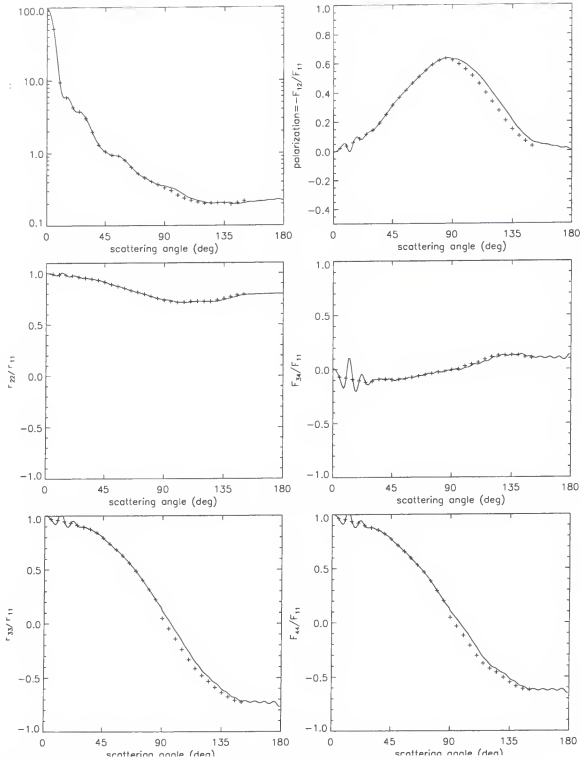 100.0
10.0
1.0
0.1
0 45 90 135 180
scattering angle (deg)
polarization=−F12/F11
1.0
0.8
0.6
0.4
0.2
0.0
−0.2
−0.4
0 45 90 135 180
scattering angle (deg)
F22/F11
1.0
0.5
0.0
−0.5
−1.0
0 45 90 135 180
scattering angle (deg)
F34/F11
1.0
0.5
0.0
−0.5
−1.0
0 45 90 135 180
scattering angle (deg)
F33/F11
1.0
0.5
0.0
−0.5
−1.0
0 45 90 135 180
scattering angle (deg)
F44/F11
1.0
0.5
0.0
−0.5
−1.0
0 45 90 135 180
scattering angle (deg)